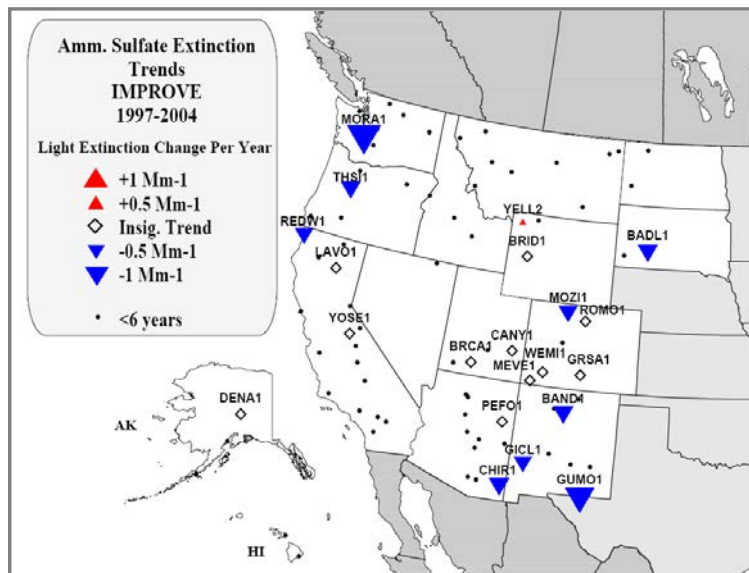 Amm. Sulfate Extinction
Trends
IMPROVE
1997-2004
Light Extinction Change Per Year
+1 Mm-1
+0.5 Mm-1
Insig. Trend
-0.5 Mm-1
-1 Mm-1
<6 years
MORA1
THSI1
REDW1
LAVO1
YELL2
BRID1
BADL1
MOZI1
ROMO1
YOSE1
CANY1
BRCA1
WEMI1
MEVE1
GRSA1
DENA1
AK
PEFO1
BAND1
GICL1
CHIR1
GUMO1
HI